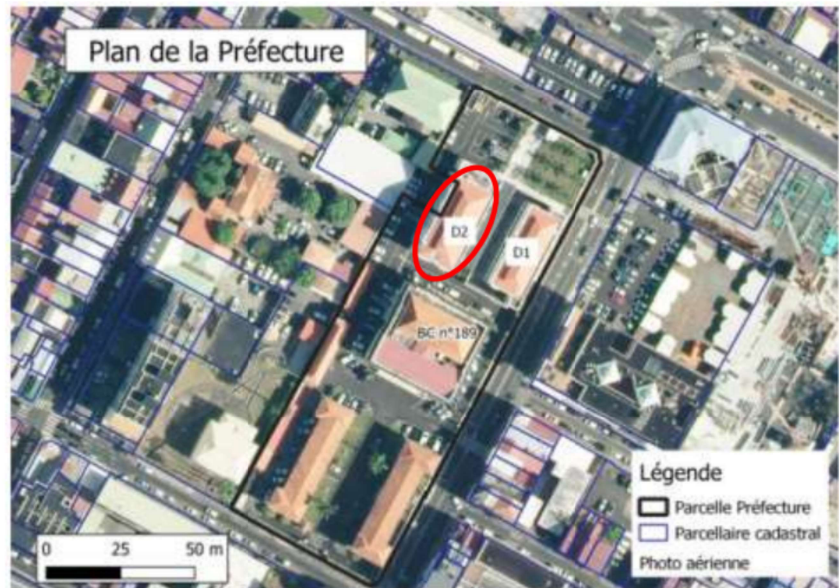 Plan de la Préfecture
D2
D1
BC n°189
Légende
Parcelle Préfecture
Parcellaire cadastral
Photo aérienne
0 25 50 m